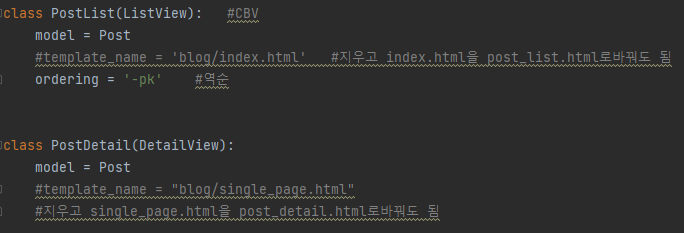 class PostList(ListView):   #CBV
    model = Post
    #template_name = 'blog/index.html'   #지우고 index.html을 post_list.html로바꿔도 됨
    ordering = '-pk'    #역순
class PostDetail(DetailView):
    model = Post
    #template_name = "blog/single_page.html"
    #지우고 single_page.html을 post_detail.html로바꿔도 됨